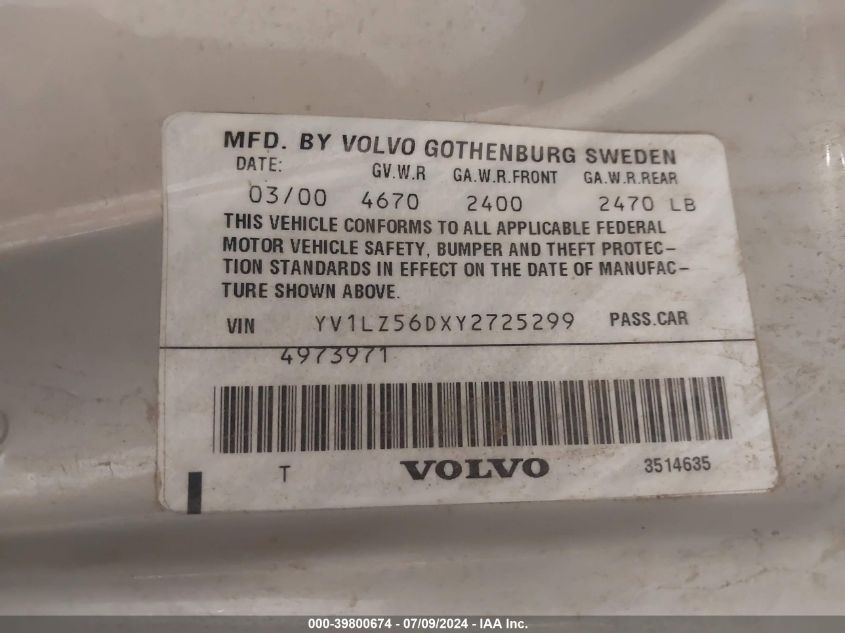 MFD. BY VOLVO GOTHENBURG SWEDEN
DATE: GV.W.R GA.W.R.FRONT GA.W.R.REAR
03/00 4670 2400 2470 LB
THIS VEHICLE CONFORMS TO ALL APPLICABLE FEDERAL
MOTOR VEHICLE SAFETY, BUMPER AND THEFT PROTEC-
TION STANDARDS IN EFFECT ON THE DATE OF MANUFAC-
TURE SHOWN ABOVE.
VIN YV1LZ56DXY2725299 PASS.CAR
4973971
T VOLVO 3514635
000-39800674 - 07/09/2024 - IAA Inc.